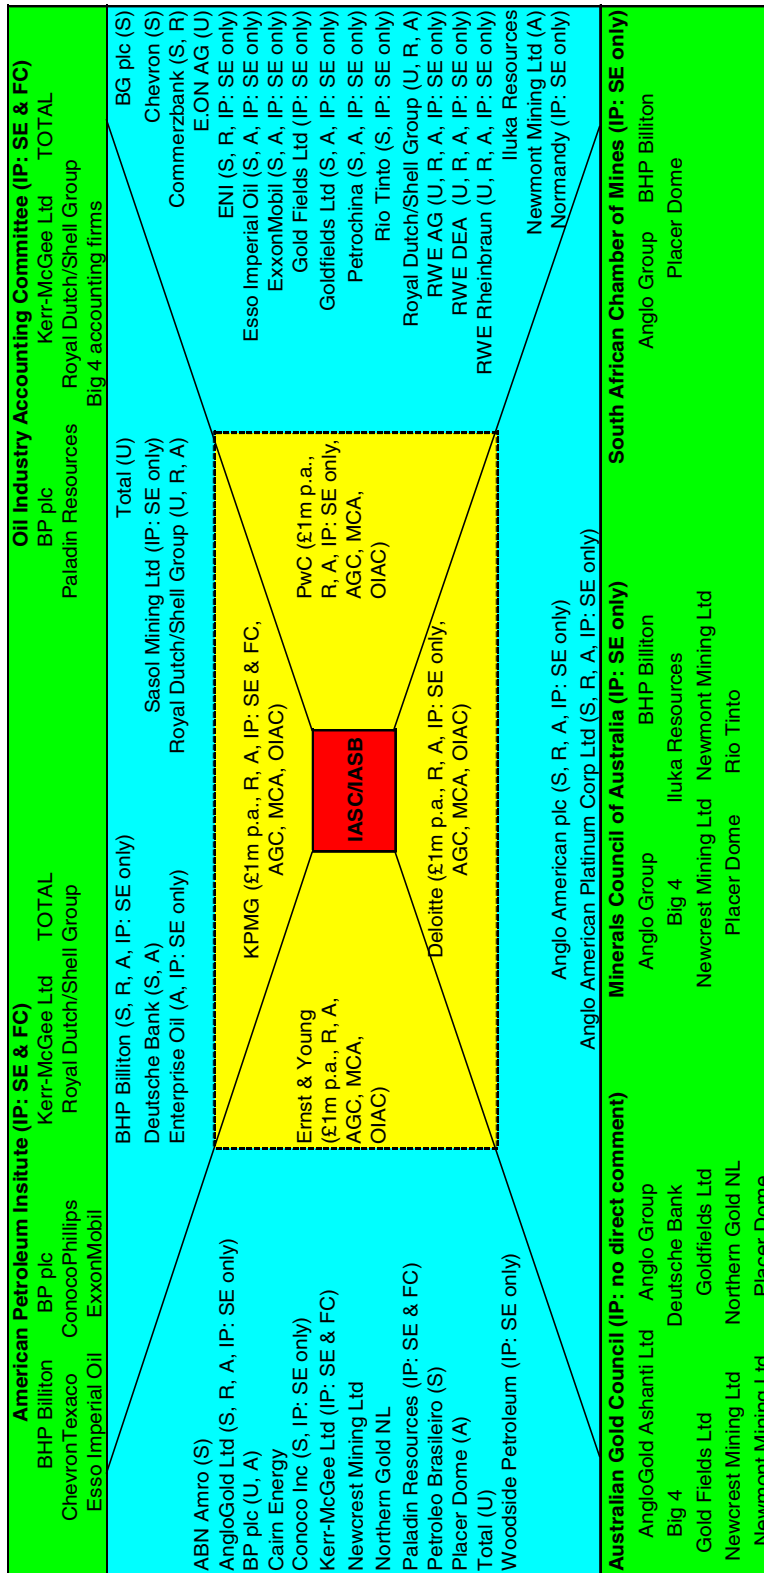 American Petroleum Insitute (IP: SE & FC)
BHP Billiton BP plc Kerr-McGee Ltd TOTAL
ChevronTexaco ConocoPhillips Royal Dutch/Shell Group
Esso Imperial Oil ExxonMobil
Oil Industry Accounting Committee (IP: SE & FC)
BP plc Kerr-McGee Ltd TOTAL
Paladin Resources Royal Dutch/Shell Group
Big 4 accounting firms
BHP Billiton (S, R, A, IP: SE only)
Deutsche Bank (S, A)
Enterprise Oil (A, IP: SE only)
Total (U)
Sasol Mining Ltd (IP: SE only)
Royal Dutch/Shell Group (U, R, A)
ABN Amro (S)
AngloGold Ltd (S, R, A, IP: SE only)
BP plc (U, A)
Cairn Energy
Conoco Inc (S, IP: SE only)
Kerr-McGee Ltd (IP: SE & FC)
Newcrest Mining Ltd
Northern Gold NL
Paladin Resources (IP: SE & FC)
Petroleo Brasileiro (S)
Placer Dome (A)
Total (U)
Woodside Petroleum (IP: SE only)
KPMG (£1m p.a., R, A, IP: SE & FC,
AGC, MCA, OIAC)
Ernst & Young
(£1m p.a., R, A,
AGC, MCA,
OIAC)
IASC/IASB
PwC (£1m p.a.,
R, A, IP: SE only,
AGC, MCA,
OIAC)
Deloitte (£1m p.a., R, A, IP: SE only,
AGC, MCA, OIAC)
BG plc (S)
Chevron (S)
Commerzbank (S, R)
E.ON AG (U)
ENI (S, R, IP: SE only)
Esso Imperial Oil (S, A, IP: SE only)
ExxonMobil (S, A, IP: SE only)
Gold Fields Ltd (IP: SE only)
Goldfields Ltd (S, A, IP: SE only)
Petrochina (S, A, IP: SE only)
Rio Tinto (S, IP: SE only)
Royal Dutch/Shell Group (U, R, A)
RWE AG (U, R, A, IP: SE only)
RWE DEA (U, R, A, IP: SE only)
RWE Rheinbraun (U, R, A, IP: SE only)
Iluka Resources
Newmont Mining Ltd (A)
Normandy (IP: SE only)
Anglo American plc (S, R, A, IP: SE only)
Anglo American Platinum Corp Ltd (S, R, A, IP: SE only)
Australian Gold Council (IP: no direct comment)
AngloGold Ashanti Ltd Anglo Group
Big 4 Deutsche Bank
Gold Fields Ltd Goldfields Ltd
Newcrest Mining Ltd Northern Gold NL
Newmont Mining Ltd Placer Dome
Minerals Council of Australia (IP: SE only)
Anglo Group BHP Billiton
Big 4 Iluka Resources
Newcrest Mining Ltd Newmont Mining Ltd
Placer Dome Rio Tinto
South African Chamber of Mines (IP: SE only)
Anglo Group BHP Billiton
Placer Dome